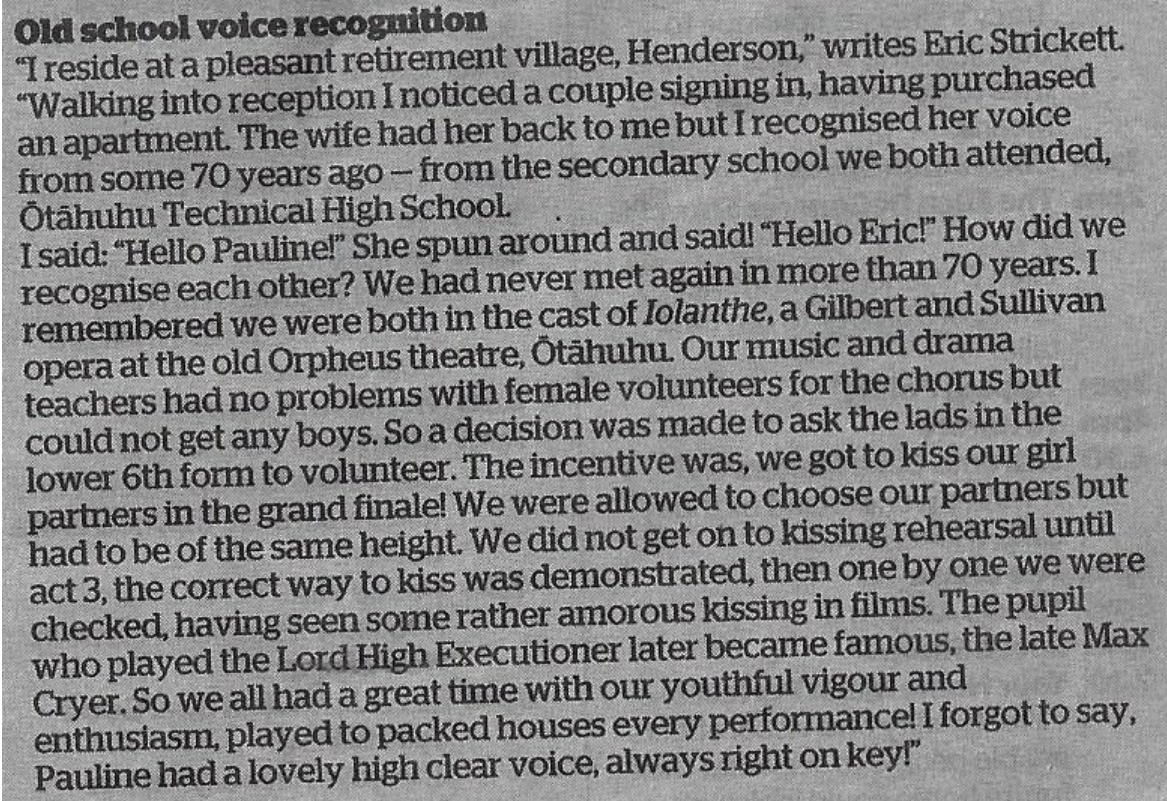 Old school voice recognition
“I reside at a pleasant retirement village, Henderson,” writes Eric Strickett.
“Walking into reception I noticed a couple signing in, having purchased
an apartment. The wife had her back to me but I recognised her voice
from some 70 years ago – from the secondary school we both attended,
Ōtāhuhu Technical High School.
I said: “Hello Pauline!” She spun around and said! “Hello Eric!” How did we
recognise each other? We had never met again in more than 70 years. I
remembered we were both in the cast of Iolanthe, a Gilbert and Sullivan
opera at the old Orpheus theatre, Ōtāhuhu. Our music and drama
teachers had no problems with female volunteers for the chorus but
could not get any boys. So a decision was made to ask the lads in the
lower 6th form to volunteer. The incentive was, we got to kiss our girl
partners in the grand finale! We were allowed to choose our partners but
had to be of the same height. We did not get on to kissing rehearsal until
act 3, the correct way to kiss was demonstrated, then one by one we were
checked, having seen some rather amorous kissing in films. The pupil
who played the Lord High Executioner later became famous, the late Max
Cryer. So we all had a great time with our youthful vigour and
enthusiasm, played to packed houses every performance! I forgot to say,
Pauline had a lovely high clear voice, always right on key!”